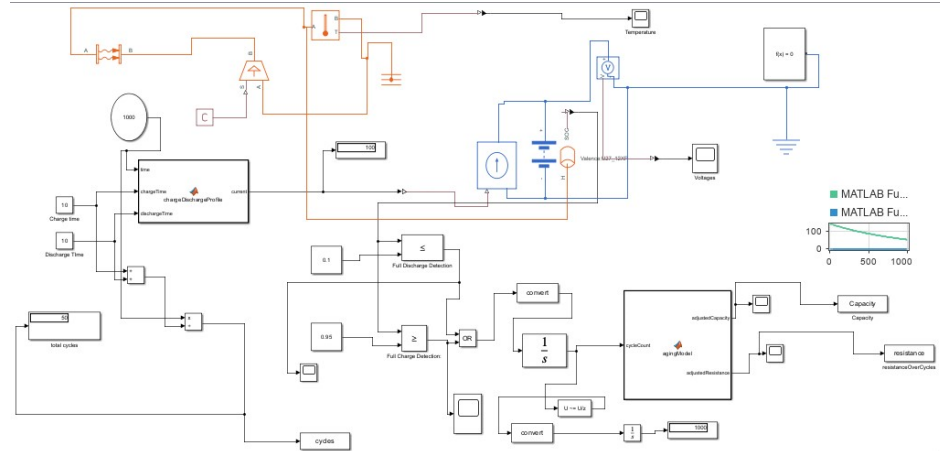 A
B
T
Temperature
A
B
B
S
A
C
f(x) = 0
V
1000
100
SOC
H
Voltages
time
chargeTime
dischargeTime
chargeDischargeProfile
current
10
Charge time
10
Discharge Time
MATLAB Fu...
MATLAB Fu...
100
0
0
500
1000
0.1
≤
Full Discharge Detection
50
total cycles
0.95
≥
Full Charge Detection
OR
convert
1
s
cycleCount
agingModel
adjustedCapacity
adjustedResistance
Capacity
Capacity
resistance
resistanceOverCycles
U ~= U/z
convert
1
s
1000
cycles